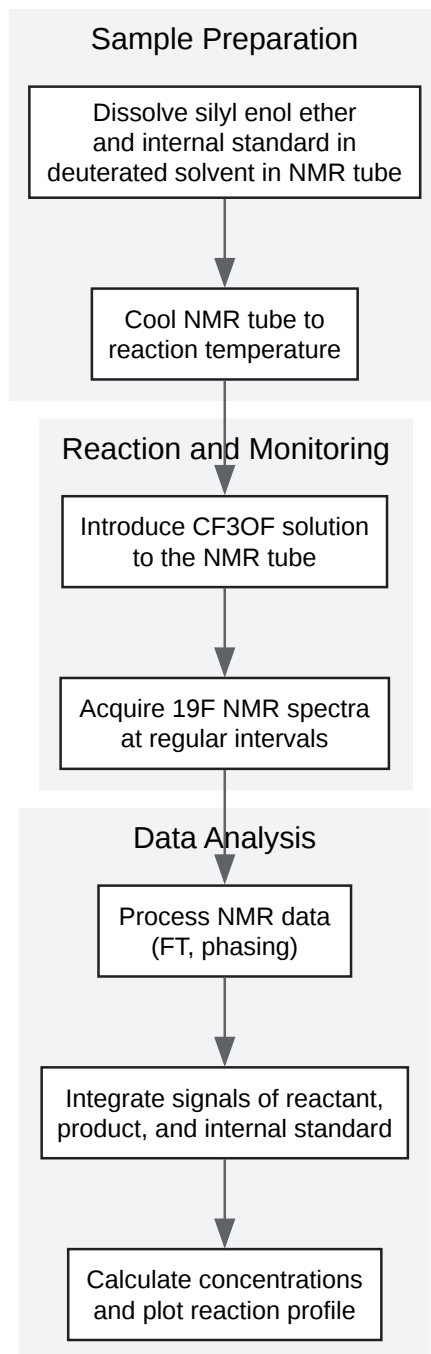 Sample Preparation
Dissolve silyl enol ether
and internal standard in
deuterated solvent in NMR tube
Cool NMR tube to
reaction temperature
Reaction and Monitoring
Introduce CF3OF solution
to the NMR tube
Acquire 19F NMR spectra
at regular intervals
Data Analysis
Process NMR data
(FT, phasing)
Integrate signals of reactant,
product, and internal standard
Calculate concentrations
and plot reaction profile